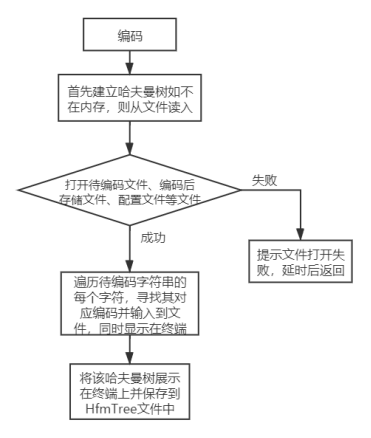 编码
首先建立哈夫曼树如不
在内存，则从文件读入
打开待编码文件、编码后
存储文件、配置文件等文件
失败
成功
提示文件打开失
败，延时后返回
遍历待编码字符串的
每个字符，寻找其对
应编码并输入到文
件，同时显示在终端
将该哈夫曼树展示
在终端上并保存到
HfmTree文件中